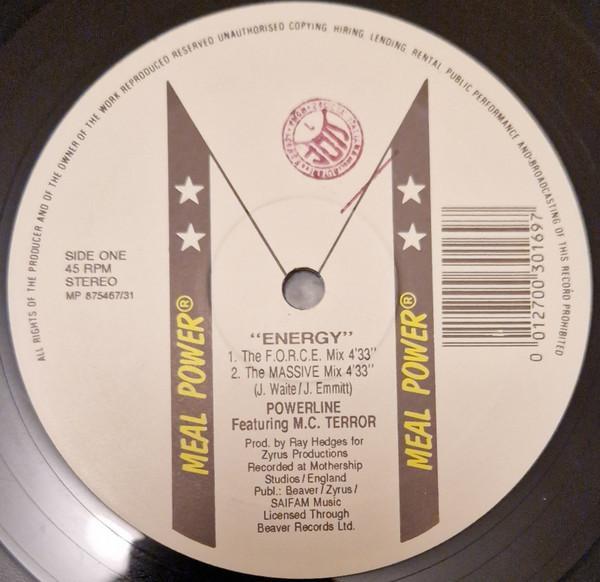 ALL RIGHTS OF THE PRODUCER AND OF THE OWNER OF THE WORK REPRODUCED RESERVED UNAUTHORISED COPYING HIRING LENDING RENTAL PUBLIC PERFORMANCE AND BROADCASTING OF THIS RECORD PROHIBITED
SIDE ONE
45 RPM
STEREO
MP 875467/31
MEAL POWER®
MEAL POWER®
0 012700 301697
"ENERGY"
1. The F.O.R.C.E. Mix 4'33"
2. The MASSIVE Mix 4'33"
(J. Waite/J. Emmitt)
POWERLINE
Featuring M.C. TERROR
Prod. by Ray Hedges for
Zyrus Productions
Recorded at Mothership
Studios/England
Publ.: Beaver/Zyrus/
SAIFAM Music
Licensed Through
Beaver Records Ltd.